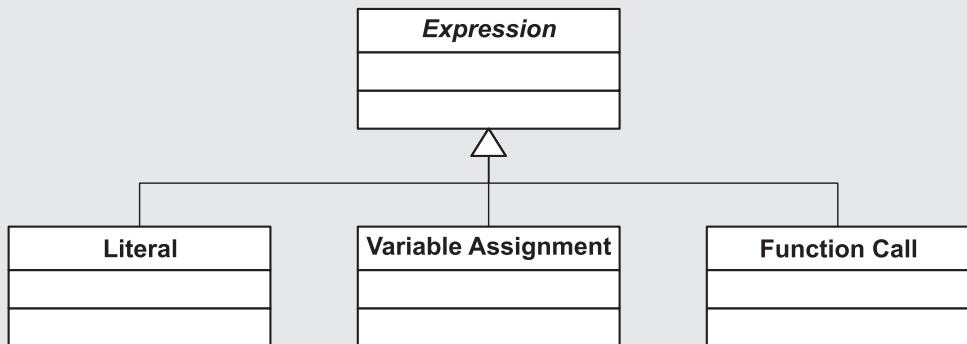 Expression
Literal
Variable Assignment
Function Call